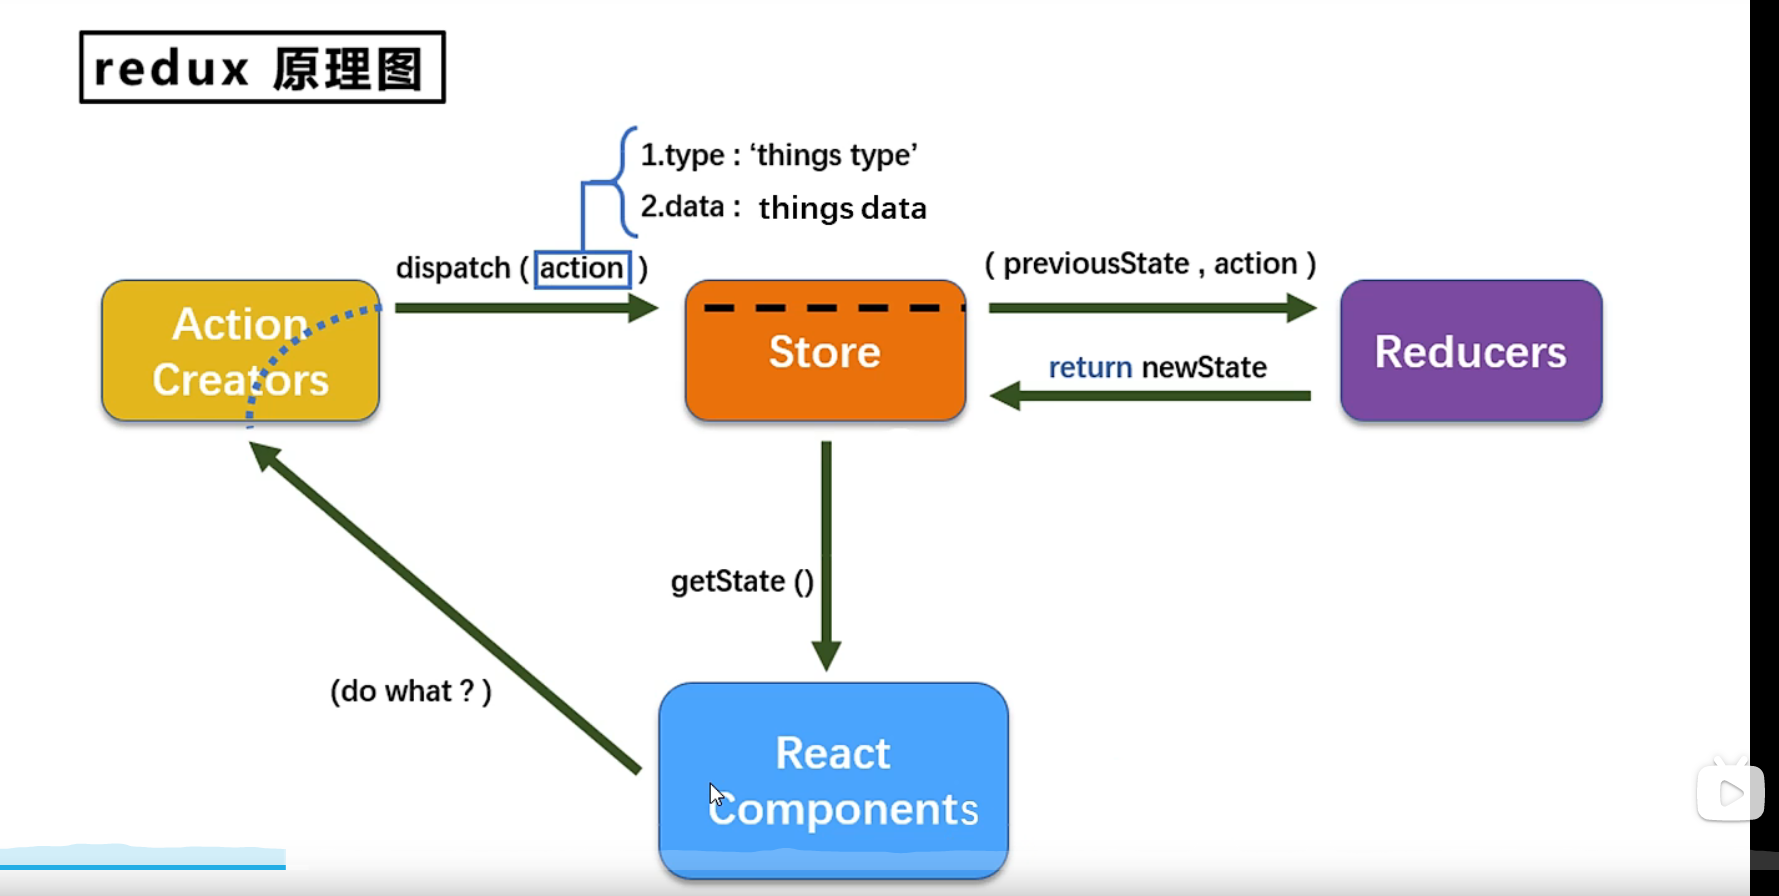 redux 原理图
1.type : ‘things type’
2.data : things data
dispatch ( action )
( previousState , action )
Action
Creators
Store
return newState
Reducers
getState ()
(do what ? )
React
Components